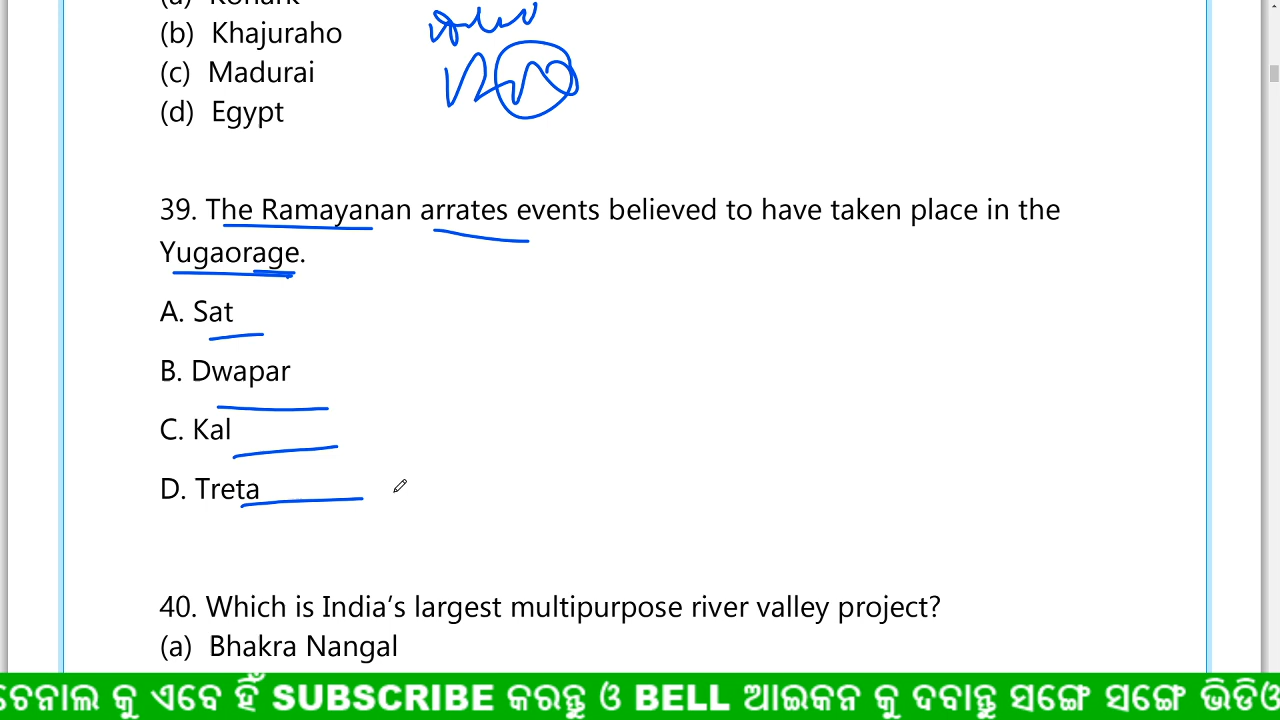 (b) Khajuraho
(c) Madurai
(d) Egypt
39. The Ramayanan arrates events believed to have taken place in the
Yugaorage.
A. Sat
B. Dwapar
C. Kal
D. Treta
40. Which is India's largest multipurpose river valley project?
(a) Bhakra Nangal
ଚେନାଲ କୁ ଏବେ ହିଁ SUBSCRIBE କରନ୍ତୁ ଓ BELL ଆଇକନ କୁ ଦବାନ୍ତୁ ସଙ୍ଗେ ସଙ୍ଗେ ଭିଡିଓ